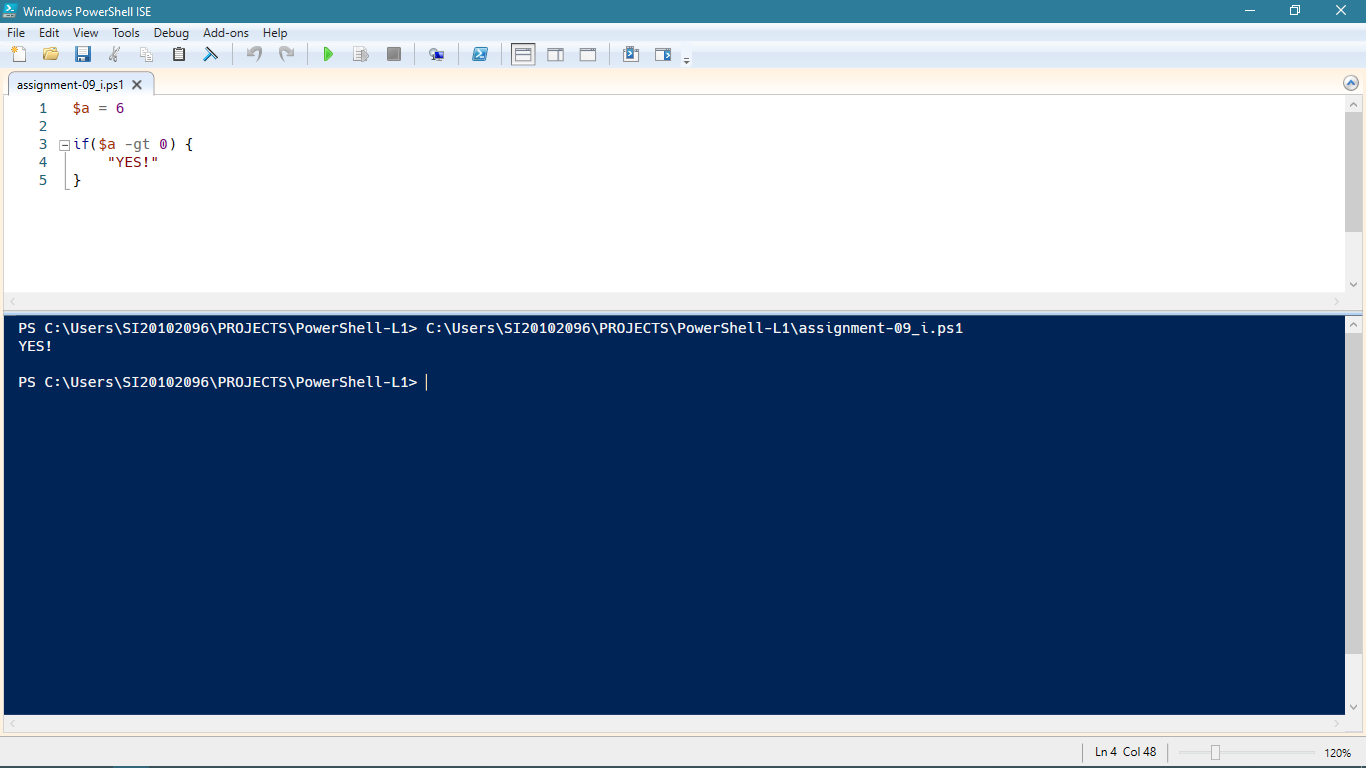 Windows PowerShell ISE
File Edit View Tools Debug Add-ons Help
assignment-09_i.ps1
1 $a = 6
2
3 if($a -gt 0) {
4 "YES!"
5 }
PS C:\Users\SI20102096\PROJECTS\PowerShell-L1> C:\Users\SI20102096\PROJECTS\PowerShell-L1\assignment-09_i.ps1
YES!
PS C:\Users\SI20102096\PROJECTS\PowerShell-L1>
Ln 4 Col 48 120%